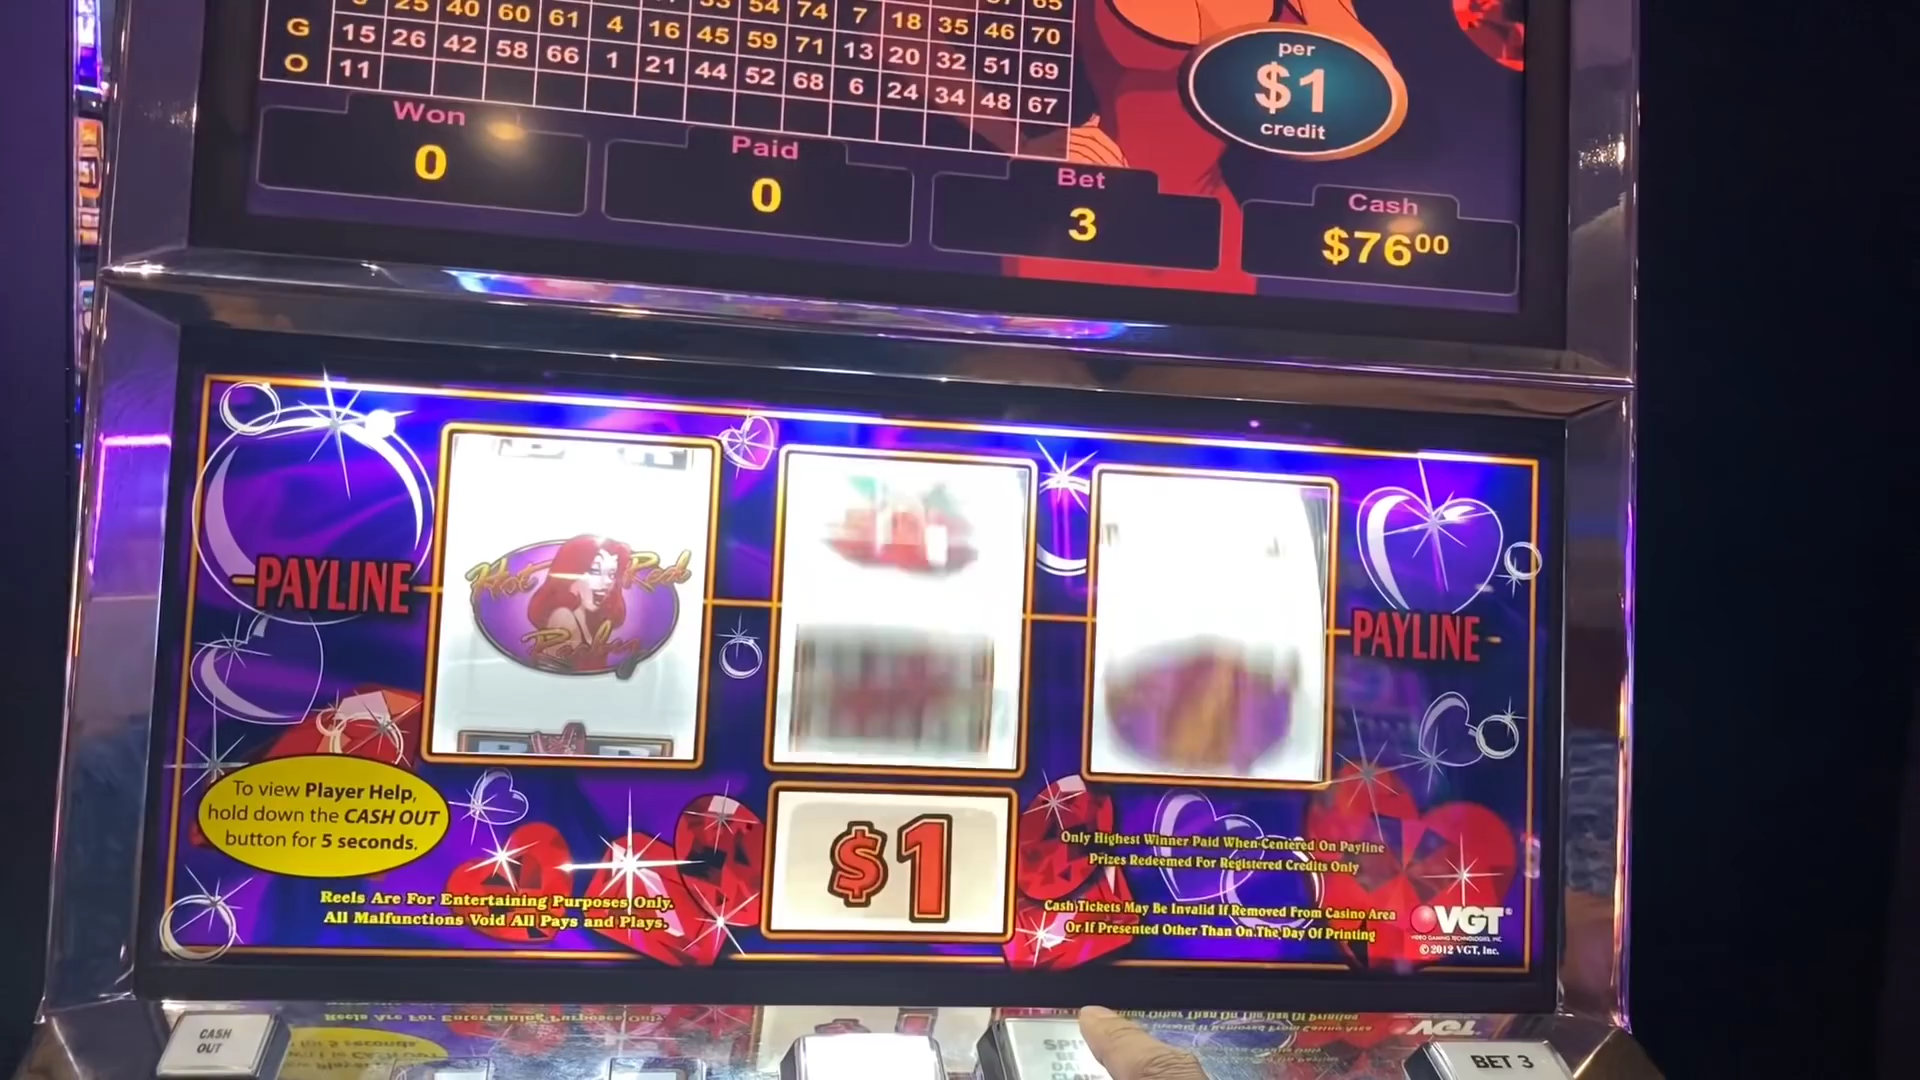 25 40 60 61 54 74 7 18 35 46 70
G 15 26 42 58 66 4 16 45 59 71 13 20 32 51 69
O 11 1 21 44 52 68 6 24 34 48 67
per
$1
credit
Won
0
Paid
0
Bet
3
Cash
$76⁰⁰
Hot Red
Ruby
-PAYLINE-
-PAYLINE-
To view Player Help,
hold down the CASH OUT
button for 5 seconds.
Reels Are For Entertaining Purposes Only.
All Malfunctions Void All Pays and Plays.
$1
Only Highest Winner Paid When Centered On Payline
Prizes Redeemed For Registered Credits Only
Cash Tickets May Be Invalid If Removed From Casino Area
Or If Presented Other Than On The Day Of Printing
VGT®
VIDEO GAMING TECHNOLOGIES, INC.
©2012 VGT, Inc.
CASH
OUT
BET 3